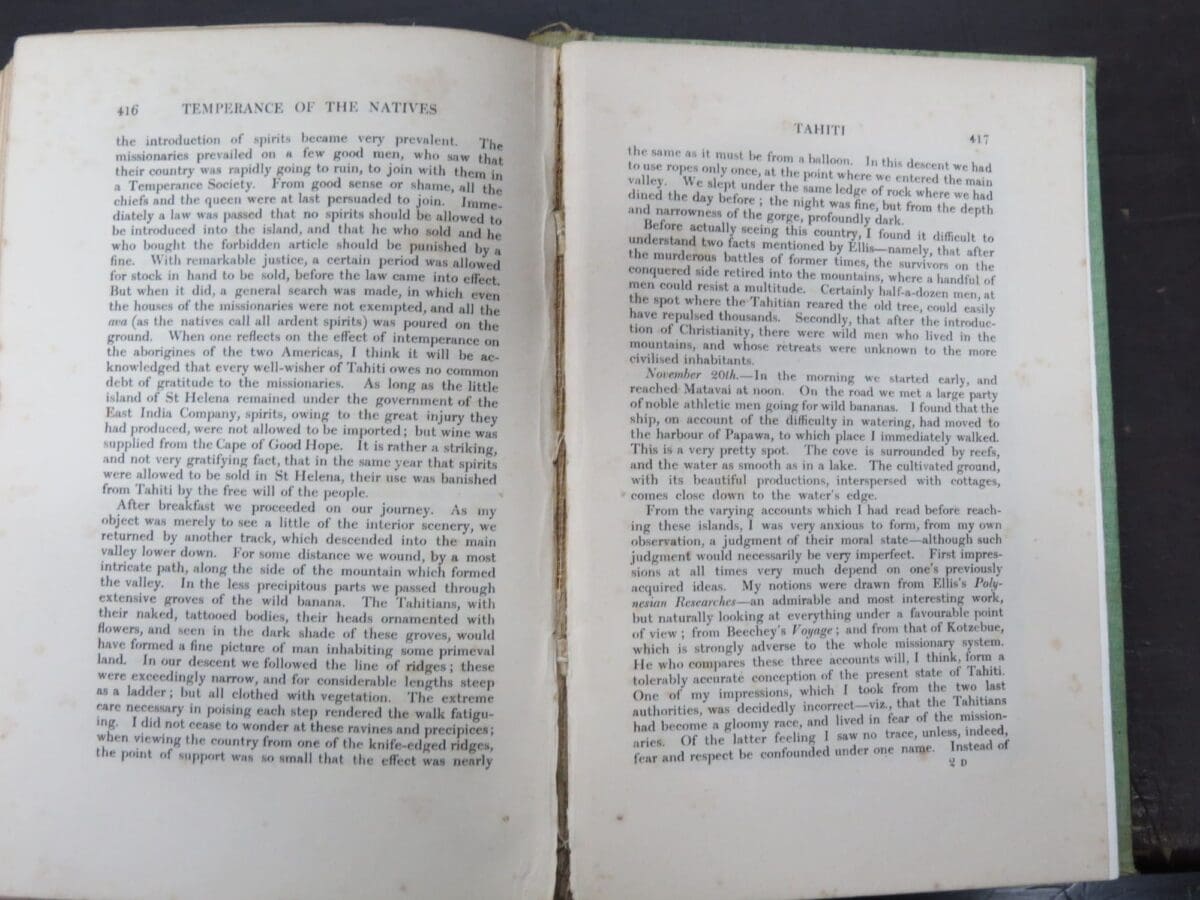 416 TEMPERANCE OF THE NATIVES
the introduction of spirits became very prevalent. The
missionaries prevailed on a few good men, who saw that
their country was rapidly going to ruin, to join with them in
a Temperance Society. From good sense or shame, all the
chiefs and the queen were at last persuaded to join. Imme-
diately a law was passed that no spirits should be allowed to
be introduced into the island, and that he who sold and he
who bought the forbidden article should be punished by a
fine. With remarkable justice, a certain period was allowed
for stock in hand to be sold, before the law came into effect.
But when it did, a general search was made, in which even
the houses of the missionaries were not exempted, and all the
ava (as the natives call all ardent spirits) was poured on the
ground. When one reflects on the effect of intemperance on
the aborigines of the two Americas, I think it will be ac-
knowledged that every well-wisher of Tahiti owes no common
debt of gratitude to the missionaries. As long as the little
island of St Helena remained under the government of the
East India Company, spirits, owing to the great injury they
had produced, were not allowed to be imported; but wine was
supplied from the Cape of Good Hope. It is rather a striking,
and not very gratifying fact, that in the same year that spirits
were allowed to be sold in St Helena, their use was banished
from Tahiti by the free will of the people.
After breakfast we proceeded on our journey. As my
object was merely to see a little of the interior scenery, we
returned by another track, which descended into the main
valley lower down. For some distance we wound, by a most
intricate path, along the side of the mountain which formed
the valley. In the less precipitous parts we passed through
extensive groves of the wild banana. The Tahitians, with
their naked, tattooed bodies, their heads ornamented with
flowers, and seen in the dark shade of these groves, would
have formed a fine picture of man inhabiting some primeval
land. In our descent we followed the line of ridges; these
were exceedingly narrow, and for considerable lengths steep
as a ladder; but all clothed with vegetation. The extreme
care necessary in poising each step rendered the walk fatigu-
ing. I did not cease to wonder at these ravines and precipices;
when viewing the country from one of the knife-edged ridges,
the point of support was so small that the effect was nearly
TAHITI 417
the same as it must be from a balloon. In this descent we had
to use ropes only once, at the point where we entered the main
valley. We slept under the same ledge of rock where we had
dined the day before; the night was fine, but from the depth
and narrowness of the gorge, profoundly dark.
Before actually seeing this country, I found it difficult to
understand two facts mentioned by Ellis—namely, that after
the murderous battles of former times, the survivors on the
conquered side retired into the mountains, where a handful of
men could resist a multitude. Certainly half-a-dozen men, at
the spot where the Tahitian reared the old tree, could easily
have repulsed thousands. Secondly, that after the introduc-
tion of Christianity, there were wild men who lived in the
mountains, and whose retreats were unknown to the more
civilised inhabitants.
November 20th.—In the morning we started early, and
reached Matavai at noon. On the road we met a large party
of noble athletic men going for wild bananas. I found that the
ship, on account of the difficulty in watering, had moved to
the harbour of Papawa, to which place I immediately walked.
This is a very pretty spot. The cove is surrounded by reefs,
and the water as smooth as in a lake. The cultivated ground,
with its beautiful productions, interspersed with cottages,
comes close down to the water's edge.
From the varying accounts which I had read before reach-
ing these islands, I was very anxious to form, from my own
observation, a judgment of their moral state—although such
judgment would necessarily be very imperfect. First impres-
sions at all times very much depend on one's previously
acquired ideas. My notions were drawn from Ellis's Poly-
nesian Researches—an admirable and most interesting work,
but naturally looking at everything under a favourable point
of view; from Beechey's Voyage; and from that of Kotzebue,
which is strongly adverse to the whole missionary system.
He who compares these three accounts will, I think, form a
tolerably accurate conception of the present state of Tahiti.
One of my impressions, which I took from the two last
authorities, was decidedly incorrect—viz., that the Tahitians
had become a gloomy race, and lived in fear of the mission-
aries. Of the latter feeling I saw no trace, unless, indeed,
fear and respect be confounded under one name. Instead of
2 D